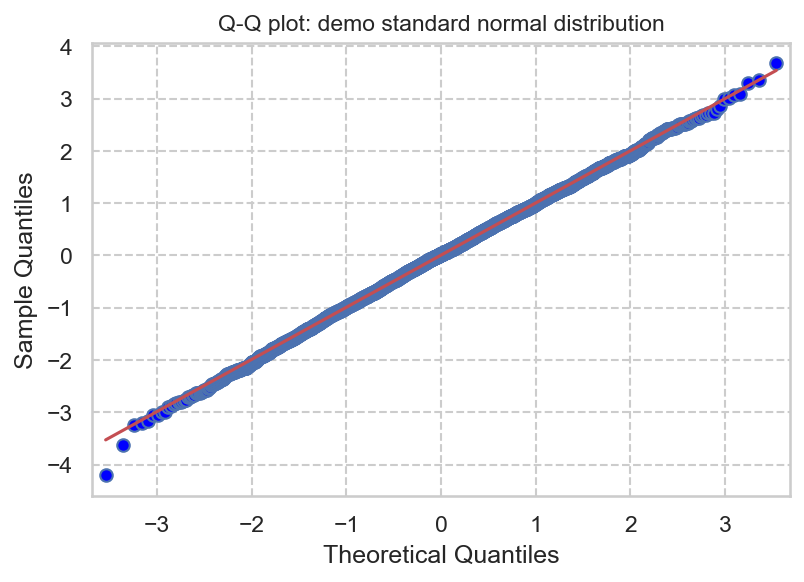 Q-Q plot: demo standard normal distribution
4
3
2
1
0
−1
−2
−3
−4
Sample Quantiles
−3 −2 −1 0 1 2 3
Theoretical Quantiles